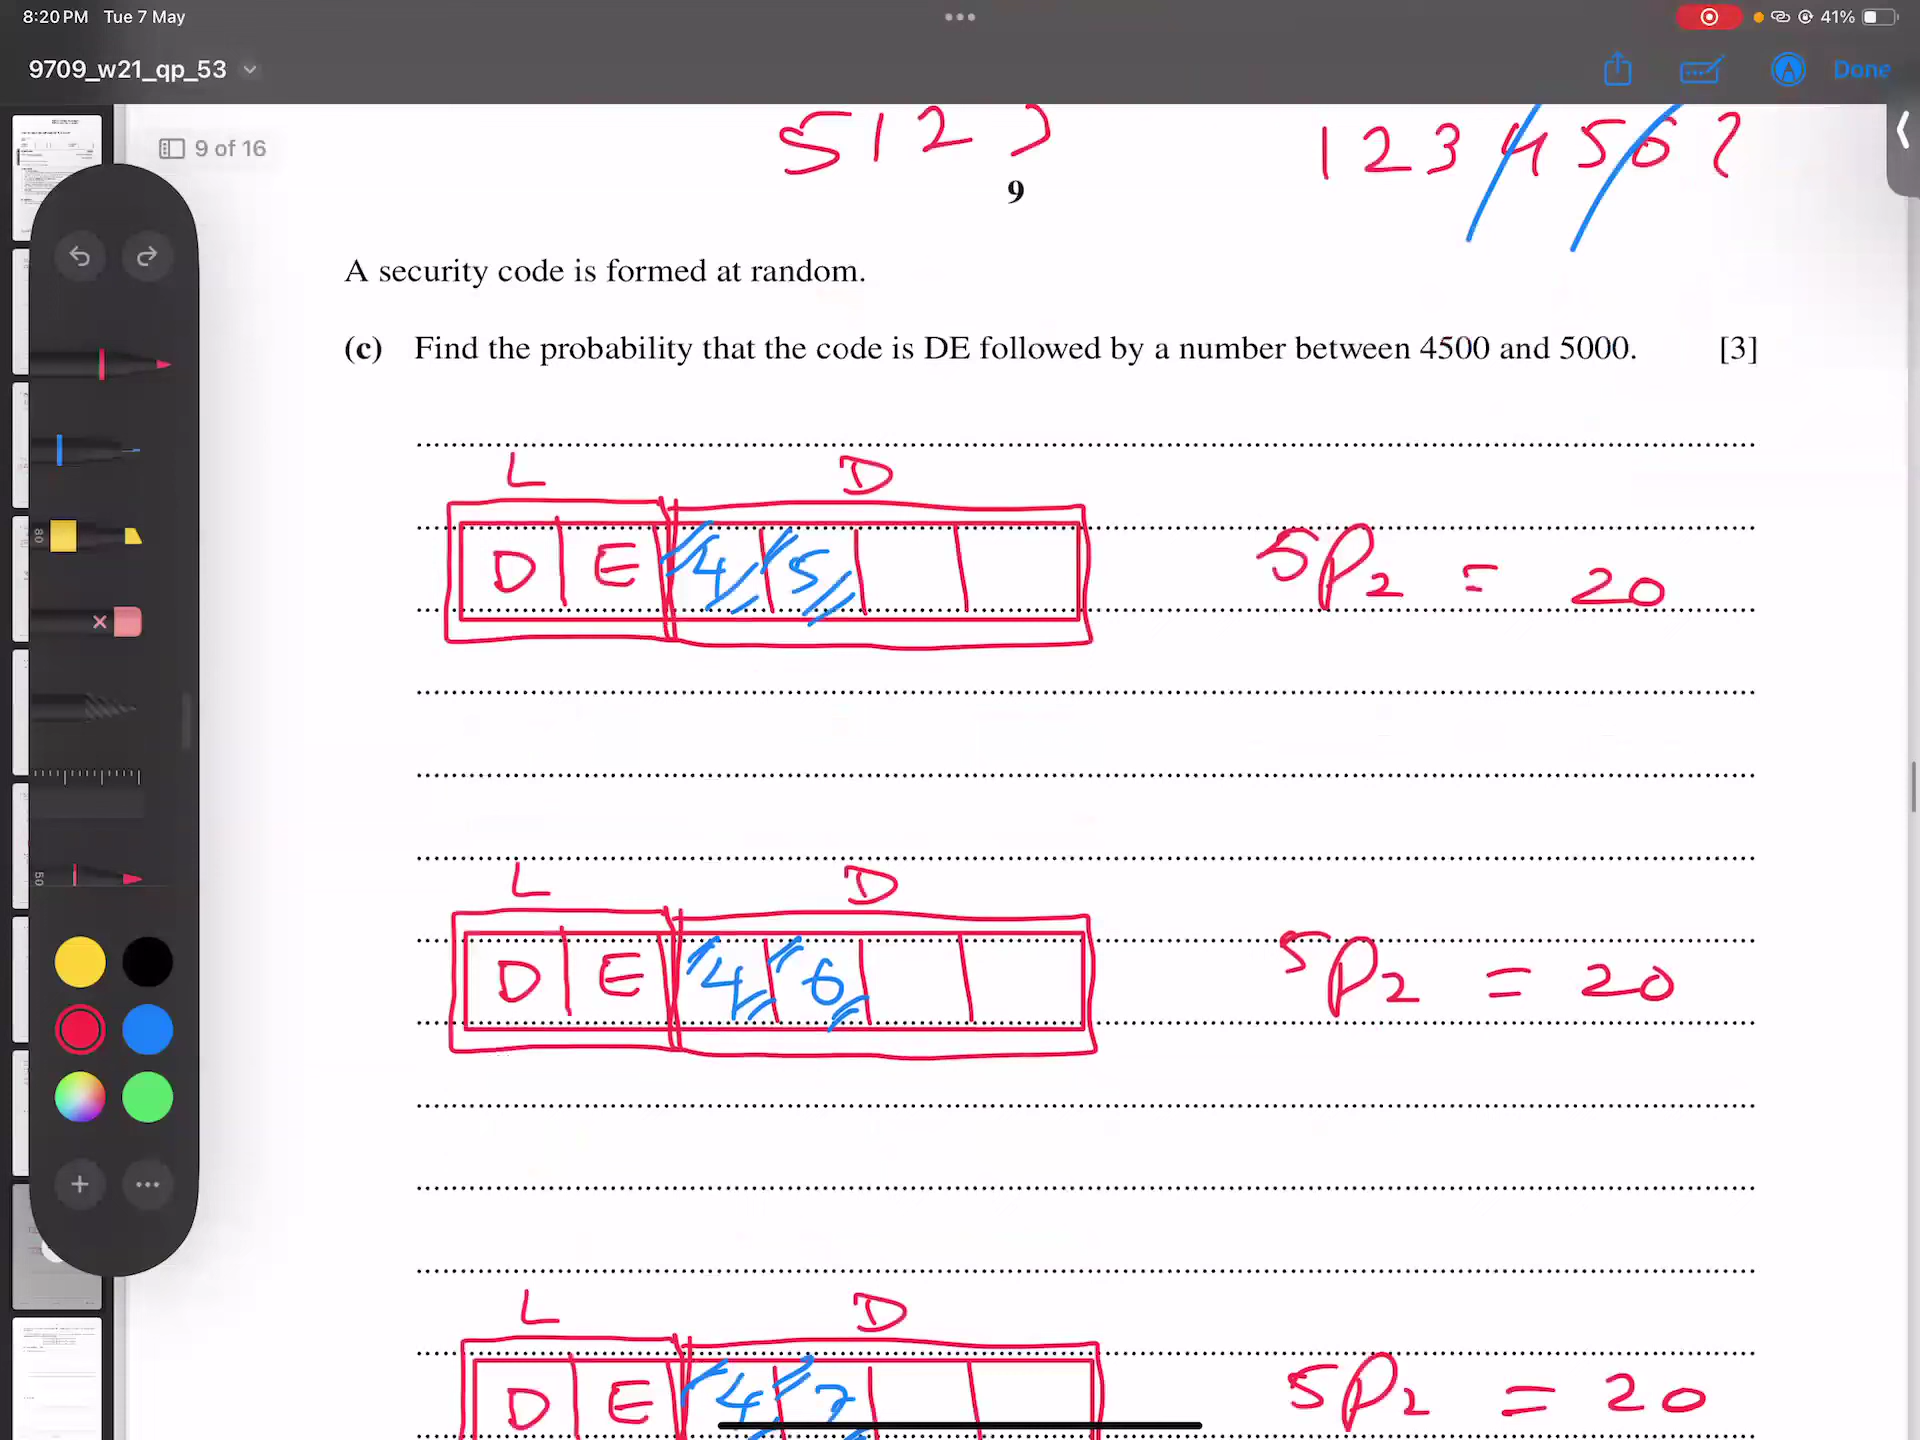 8:20 PM Tue 7 May
41%
9709_w21_qp_53
Done
9 of 16
5 1 2 3
1 2 3 4 5 6 7
9
A security code is formed at random.
(c) Find the probability that the code is DE followed by a number between 4500 and 5000. [3]
L D
D E 4 5
5P2 = 20
L D
D E 4 6
5P2 = 20
L D
D E 4 7
5P2 = 20
80
50